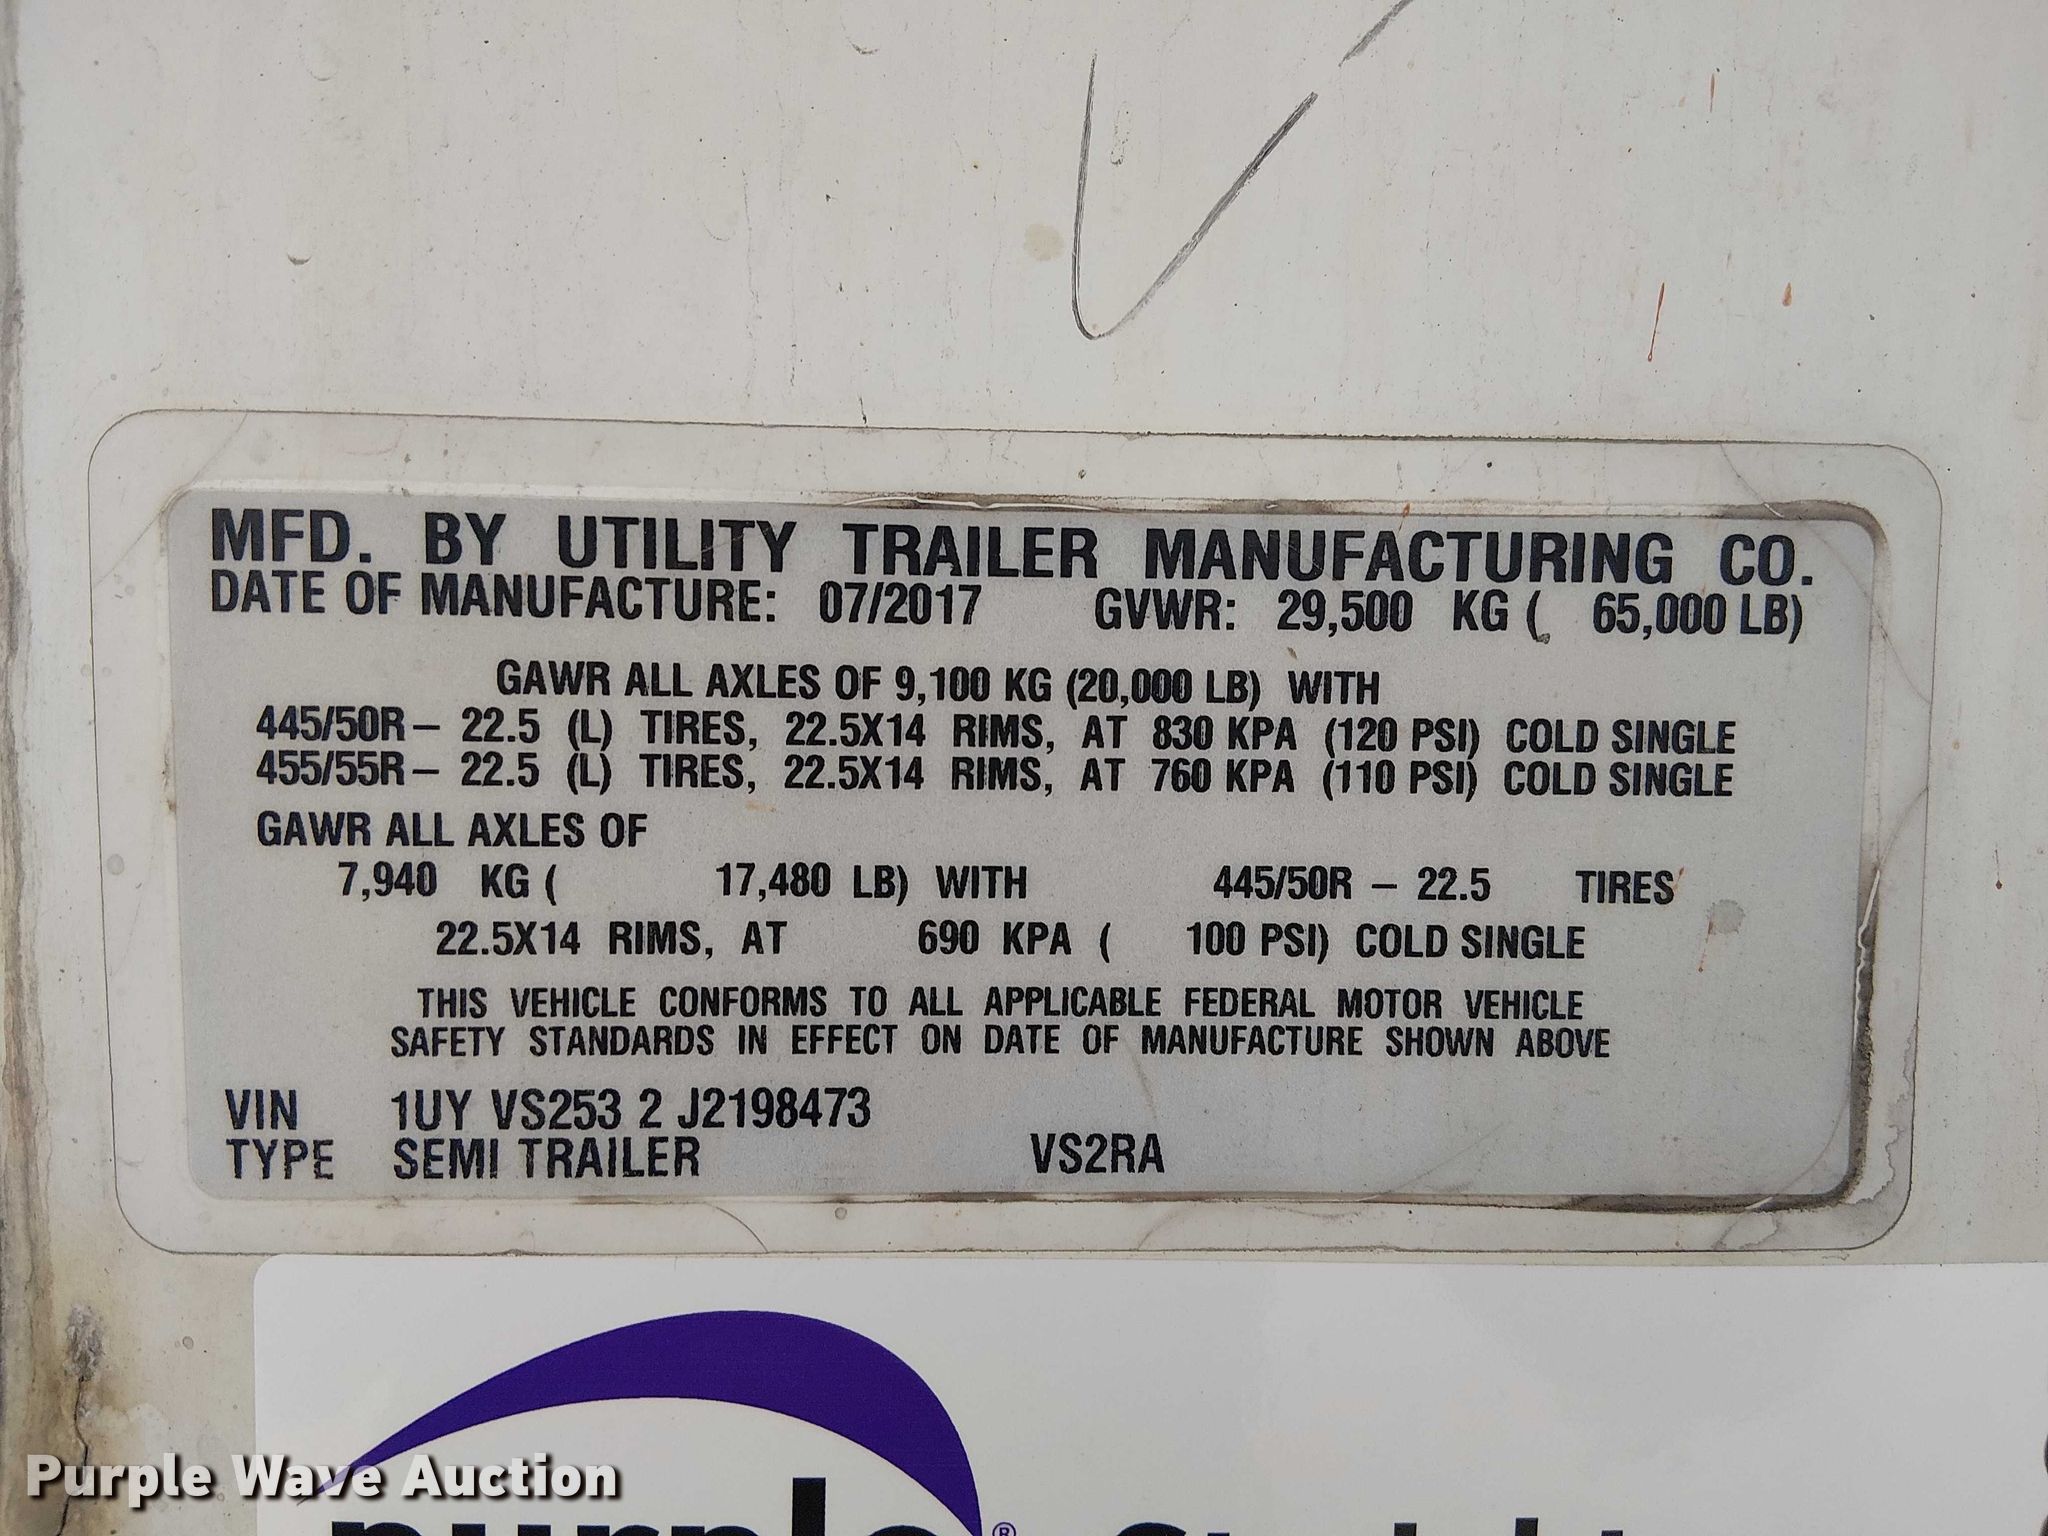 MFD. BY UTILITY TRAILER MANUFACTURING CO.
DATE OF MANUFACTURE: 07/2017 GVWR: 29,500 KG ( 65,000 LB)
GAWR ALL AXLES OF 9,100 KG (20,000 LB) WITH
445/50R– 22.5 (L) TIRES, 22.5X14 RIMS, AT 830 KPA (120 PSI) COLD SINGLE
455/55R– 22.5 (L) TIRES, 22.5X14 RIMS, AT 760 KPA (110 PSI) COLD SINGLE
GAWR ALL AXLES OF
7,940 KG ( 17,480 LB) WITH 445/50R – 22.5 TIRES
22.5X14 RIMS, AT 690 KPA ( 100 PSI) COLD SINGLE
THIS VEHICLE CONFORMS TO ALL APPLICABLE FEDERAL MOTOR VEHICLE
SAFETY STANDARDS IN EFFECT ON DATE OF MANUFACTURE SHOWN ABOVE
VIN 1UY VS253 2 J2198473
TYPE SEMI TRAILER VS2RA
Purple Wave Auction
purple ®